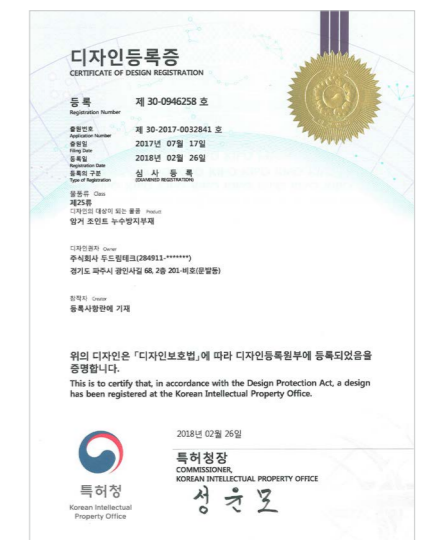 디자인등록증
CERTIFICATE OF DESIGN REGISTRATION
등 록 제 30-0946258 호
Registration Number
출원번호 제 30-2017-0032841 호
Application Number
출원일 2017년 07월 17일
Filing Date
등록일 2018년 02월 26일
Registration Date
등록의 구분 심 사 등 록
Type of Registration (EXAMINED REGISTRATION)
물품류 Class
제25류
디자인의 대상이 되는 물품 Product
암거 조인트 누수방지부재
디자인권자 Owner
주식회사 두드림테크(284911-*******)
경기도 파주시 광인사길 68, 2층 201-비호(문발동)
창작자 Creator
등록사항란에 기재
위의 디자인은 「디자인보호법」에 따라 디자인등록원부에 등록되었음을
증명합니다.
This is to certify that, in accordance with the Design Protection Act, a design
has been registered at the Korean Intellectual Property Office.
2018년 02월 26일
특허청장
COMMISSIONER,
KOREAN INTELLECTUAL PROPERTY OFFICE
성윤모
특허청
Korean Intellectual
Property Office